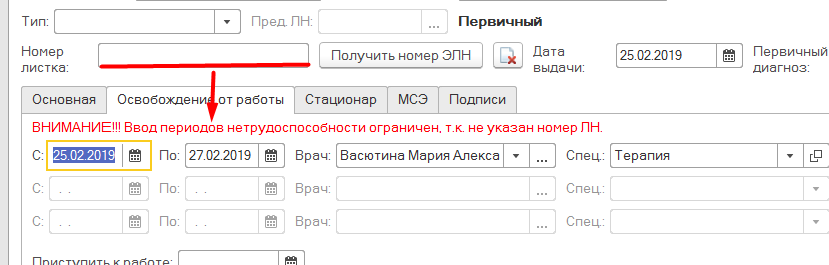 Тип: Пред. ЛН: ... Первичный
Номер листка: Получить номер ЭЛН Дата выдачи: 25.02.2019 Первичный диагноз:
Основная Освобождение от работы Стационар МСЭ Подписи
ВНИМАНИЕ!!! Ввод периодов нетрудоспособности ограничен, т.к. не указан номер ЛН.
С: 25.02.2019 По: 27.02.2019 Врач: Васютина Мария Алекса ... Спец.: Терапия
С: . . По: . . Врач: ... Спец.:
С: . . По: . . Врач: ... Спец.:
Приступить к работе: